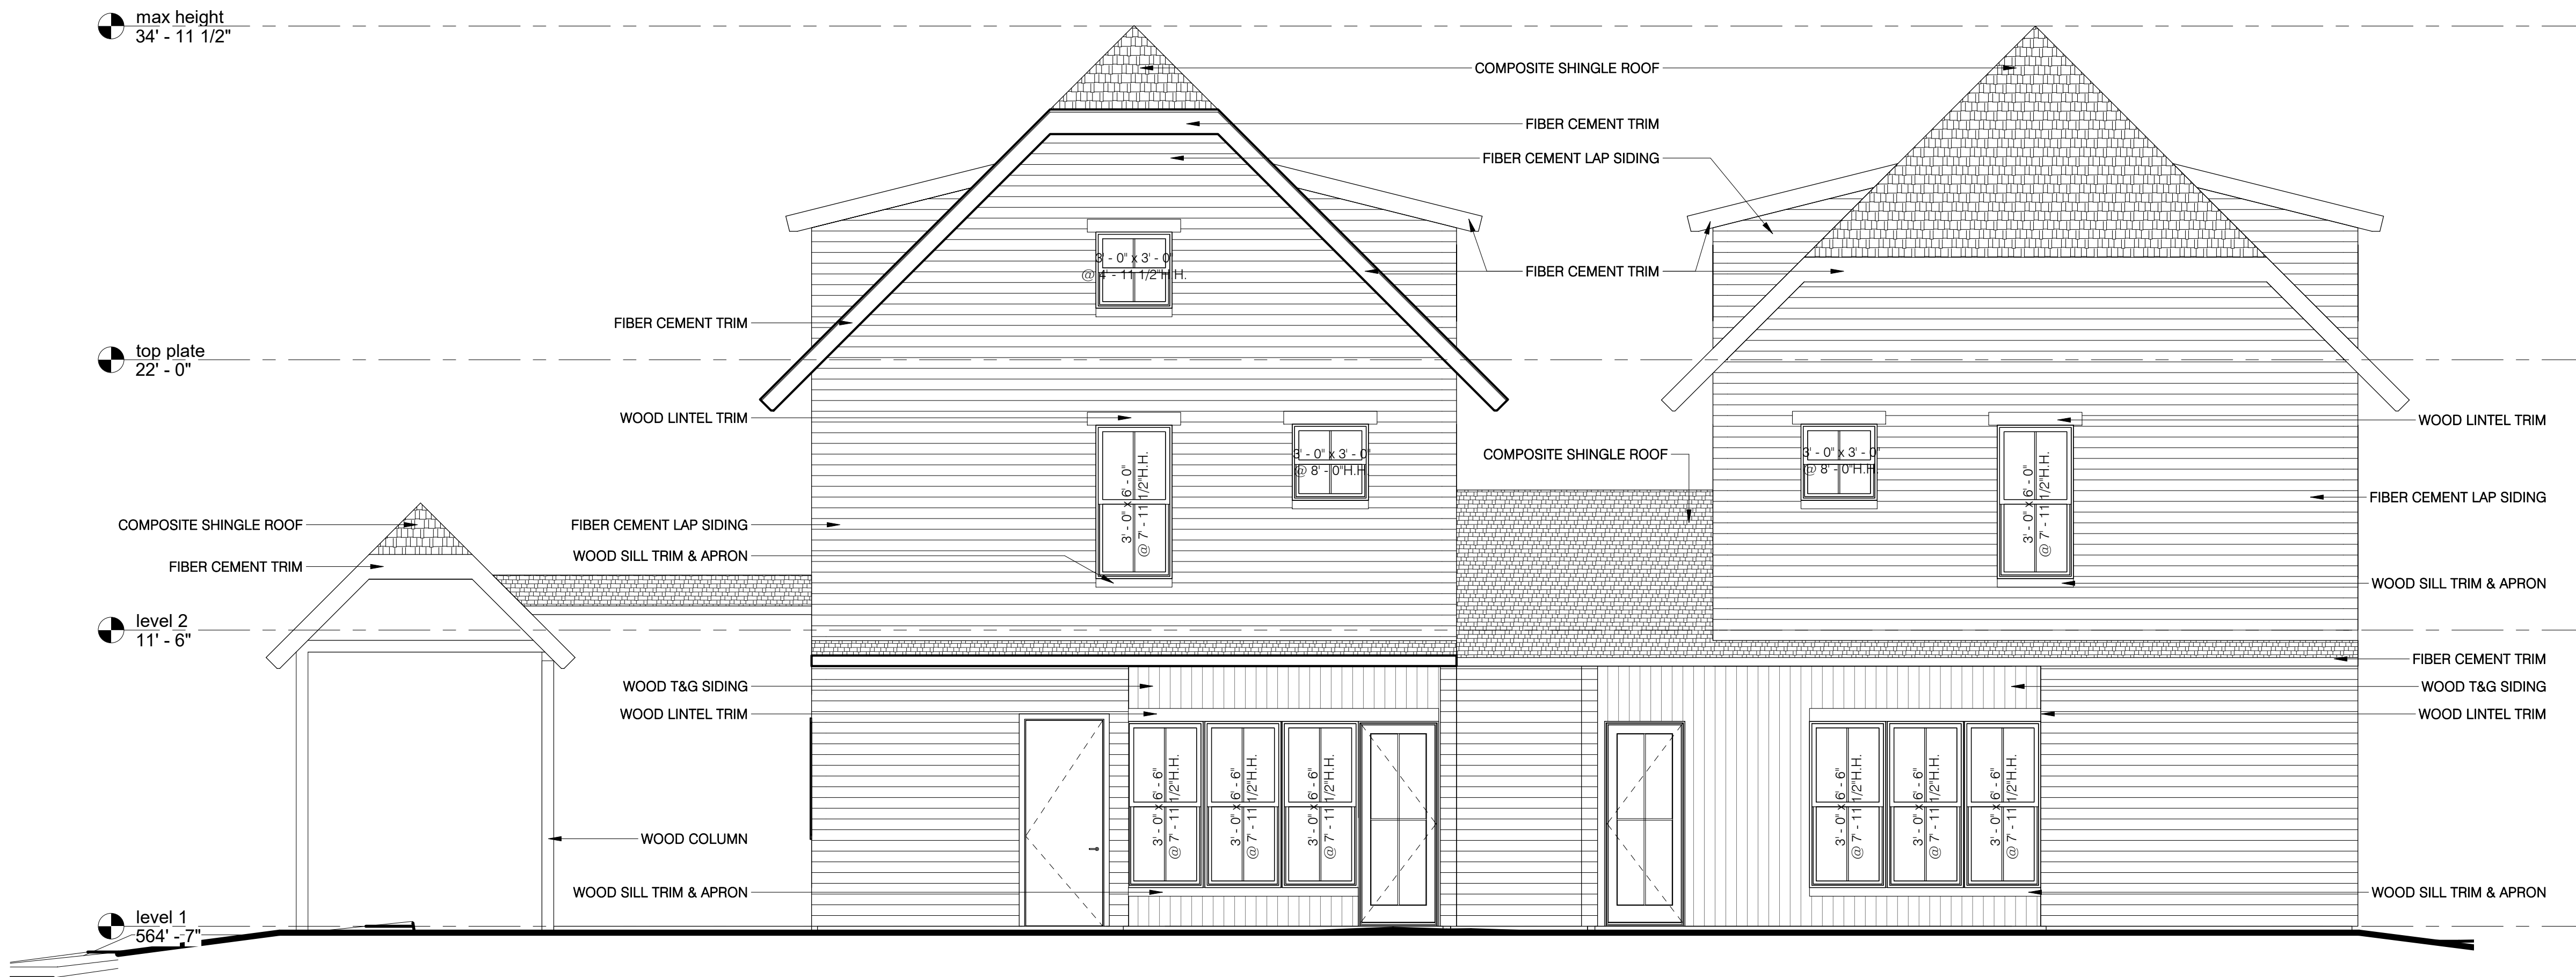 max height
34' - 11 1/2"
COMPOSITE SHINGLE ROOF
FIBER CEMENT TRIM
FIBER CEMENT LAP SIDING
3' - 0" x 3' - 0"
@ 4' - 11 1/2"H.H.
FIBER CEMENT TRIM
FIBER CEMENT TRIM
top plate
22' - 0"
WOOD LINTEL TRIM
WOOD LINTEL TRIM
3' - 0" x 6' - 0"
@ 7' - 11 1/2"H.H.
3' - 0" x 3' - 0"
@ 8' - 0"H.H.
COMPOSITE SHINGLE ROOF
3' - 0" x 3' - 0"
@ 8' - 0"H.H.
3' - 0" x 6' - 0"
@ 7' - 11 1/2"H.H.
FIBER CEMENT LAP SIDING
COMPOSITE SHINGLE ROOF
FIBER CEMENT LAP SIDING
WOOD SILL TRIM & APRON
FIBER CEMENT TRIM
WOOD SILL TRIM & APRON
level 2
11' - 6"
FIBER CEMENT TRIM
WOOD T&G SIDING
WOOD T&G SIDING
WOOD LINTEL TRIM
WOOD LINTEL TRIM
3' - 0" x 6' - 6"
@ 7' - 11 1/2"H.H.
3' - 0" x 6' - 6"
@ 7' - 11 1/2"H.H.
3' - 0" x 6' - 6"
@ 7' - 11 1/2"H.H.
3' - 0" x 6' - 6"
@ 7' - 11 1/2"H.H.
3' - 0" x 6' - 6"
@ 7' - 11 1/2"H.H.
3' - 0" x 6' - 6"
@ 7' - 11 1/2"H.H.
WOOD COLUMN
WOOD SILL TRIM & APRON
WOOD SILL TRIM & APRON
level 1
564' - 7"